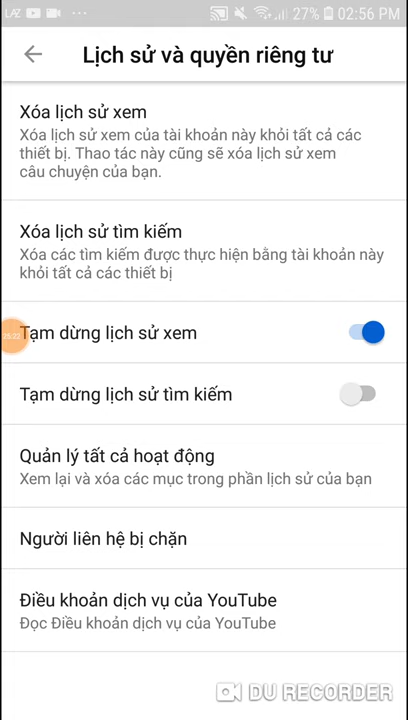 LAZ 27% 02:56 PM
Lịch sử và quyền riêng tư
Xóa lịch sử xem
Xóa lịch sử xem của tài khoản này khỏi tất cả các
thiết bị. Thao tác này cũng sẽ xóa lịch sử xem
câu chuyện của bạn.
Xóa lịch sử tìm kiếm
Xóa các tìm kiếm được thực hiện bằng tài khoản này
khỏi tất cả các thiết bị
Tạm dừng lịch sử xem
Tạm dừng lịch sử tìm kiếm
Quản lý tất cả hoạt động
Xem lại và xóa các mục trong phần lịch sử của bạn
Người liên hệ bị chặn
Điều khoản dịch vụ của YouTube
Đọc Điều khoản dịch vụ của YouTube
DU RECORDER